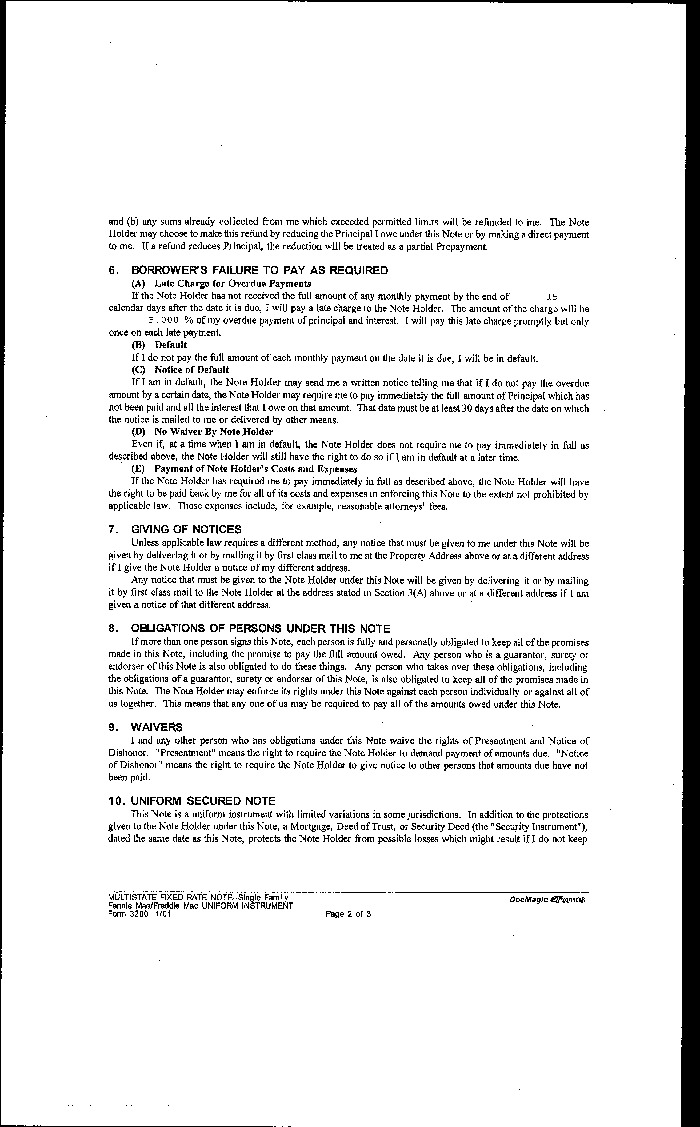 and (b) any sums already collected from me which exceeded permitted limits will be refunded to me. The Note
Holder may choose to make this refund by reducing the Principal I owe under this Note or by making a direct payment
to me. If a refund reduces Principal, the reduction will be treated as a partial Prepayment.
6. BORROWER'S FAILURE TO PAY AS REQUIRED
(A) Late Charge for Overdue Payments
If the Note Holder has not received the full amount of any monthly payment by the end of 15
calendar days after the date it is due, I will pay a late charge to the Note Holder. The amount of the charge will be
5.000 % of my overdue payment of principal and interest. I will pay this late charge promptly but only
once on each late payment.
(B) Default
If I do not pay the full amount of each monthly payment on the date it is due, I will be in default.
(C) Notice of Default
If I am in default, the Note Holder may send me a written notice telling me that if I do not pay the overdue
amount by a certain date, the Note Holder may require me to pay immediately the full amount of Principal which has
not been paid and all the interest that I owe on that amount. That date must be at least 30 days after the date on which
the notice is mailed to me or delivered by other means.
(D) No Waiver By Note Holder
Even if, at a time when I am in default, the Note Holder does not require me to pay immediately in full as
described above, the Note Holder will still have the right to do so if I am in default at a later time.
(E) Payment of Note Holder's Costs and Expenses
If the Note Holder has required me to pay immediately in full as described above, the Note Holder will have
the right to be paid back by me for all of its costs and expenses in enforcing this Note to the extent not prohibited by
applicable law. Those expenses include, for example, reasonable attorneys' fees.
7. GIVING OF NOTICES
Unless applicable law requires a different method, any notice that must be given to me under this Note will be
given by delivering it or by mailing it by first class mail to me at the Property Address above or at a different address
if I give the Note Holder a notice of my different address.
Any notice that must be given to the Note Holder under this Note will be given by delivering it or by mailing
it by first class mail to the Note Holder at the address stated in Section 3(A) above or at a different address if I am
given a notice of that different address.
8. OBLIGATIONS OF PERSONS UNDER THIS NOTE
If more than one person signs this Note, each person is fully and personally obligated to keep all of the promises
made in this Note, including the promise to pay the full amount owed. Any person who is a guarantor, surety or
endorser of this Note is also obligated to do these things. Any person who takes over these obligations, including
the obligations of a guarantor, surety or endorser of this Note, is also obligated to keep all of the promises made in
this Note. The Note Holder may enforce its rights under this Note against each person individually or against all of
us together. This means that any one of us may be required to pay all of the amounts owed under this Note.
9. WAIVERS
I and any other person who has obligations under this Note waive the rights of Presentment and Notice of
Dishonor. "Presentment" means the right to require the Note Holder to demand payment of amounts due. "Notice
of Dishonor" means the right to require the Note Holder to give notice to other persons that amounts due have not
been paid.
10. UNIFORM SECURED NOTE
This Note is a uniform instrument with limited variations in some jurisdictions. In addition to the protections
given to the Note Holder under this Note, a Mortgage, Deed of Trust, or Security Deed (the "Security Instrument"),
dated the same date as this Note, protects the Note Holder from possible losses which might result if I do not keep
MULTISTATE FIXED RATE NOTE--Single Family
Fannie Mae/Freddie Mac UNIFORM INSTRUMENT
Form 3200 1/01
Page 2 of 3
DocMagic